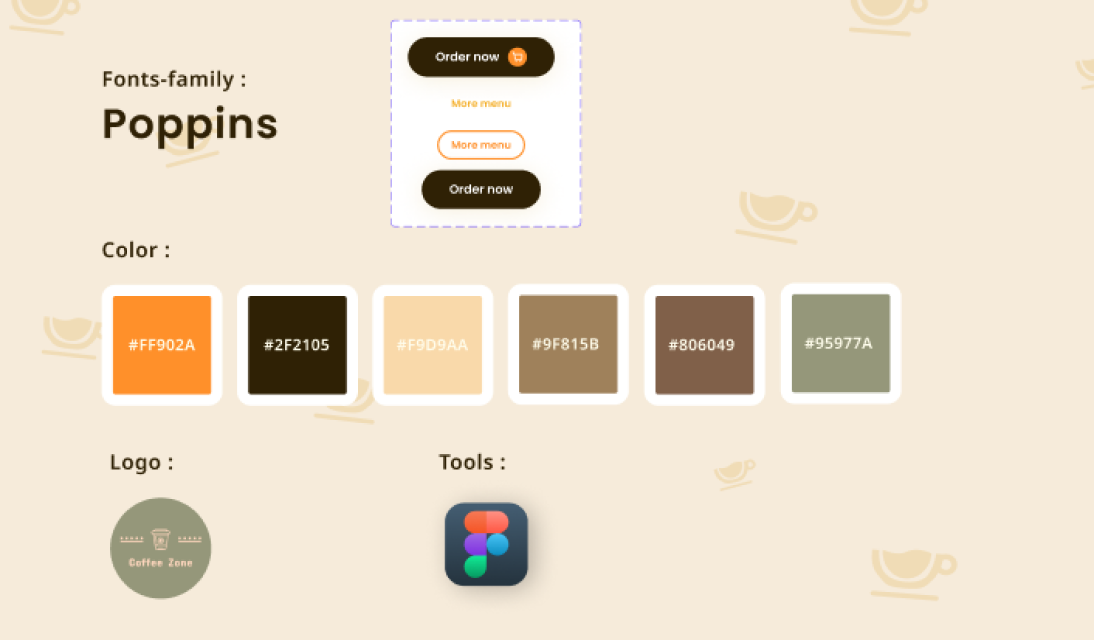 Fonts-family :
Poppins
Order now
More menu
More menu
Order now
Color :
#FF902A
#2F2105
#F9D9AA
#9F815B
#806049
#95977A
Logo :
Coffee Zone
Tools :